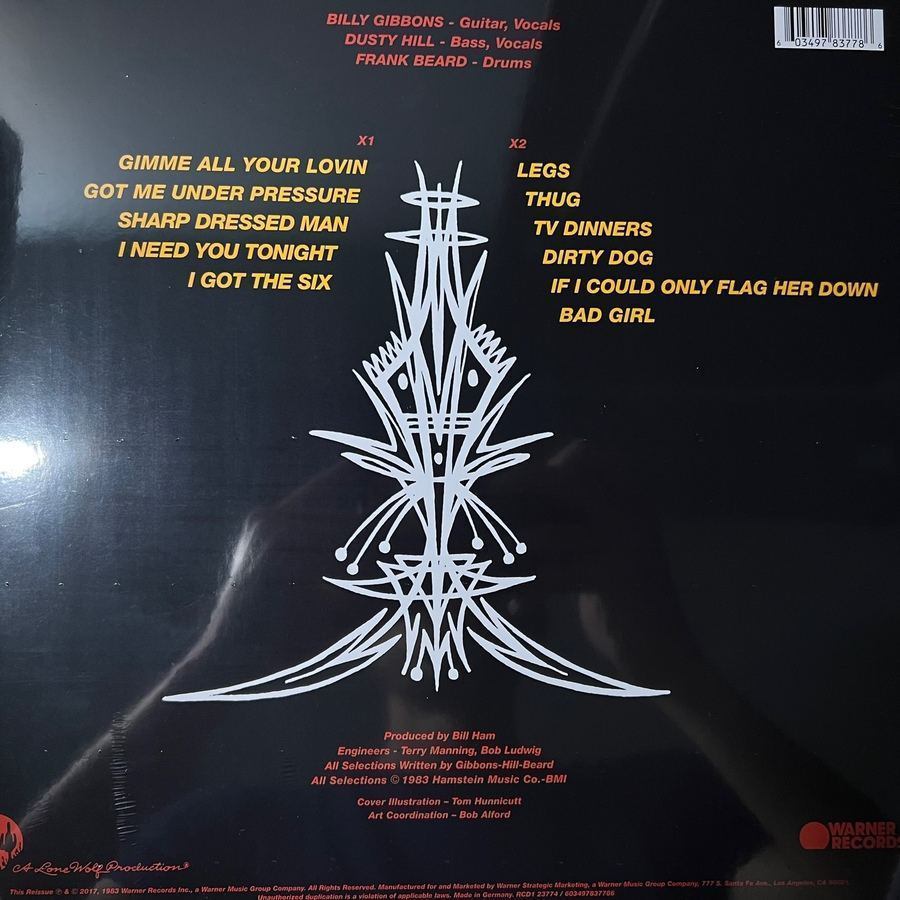 BILLY GIBBONS - Guitar, Vocals
DUSTY HILL - Bass, Vocals
FRANK BEARD - Drums
6 03497 83778 6
X1
GIMME ALL YOUR LOVIN
GOT ME UNDER PRESSURE
SHARP DRESSED MAN
I NEED YOU TONIGHT
I GOT THE SIX
X2
LEGS
THUG
TV DINNERS
DIRTY DOG
IF I COULD ONLY FLAG HER DOWN
BAD GIRL
Produced by Bill Ham
Engineers - Terry Manning, Bob Ludwig
All Selections Written by Gibbons-Hill-Beard
All Selections © 1983 Hamstein Music Co.-BMI
Cover Illustration – Tom Hunnicutt
Art Coordination – Bob Alford
A Lone Wolf Production®
WARNER
RECORDS
This Reissue ℗ & © 2017, 1983 Warner Records Inc., a Warner Music Group Company. All Rights Reserved. Manufactured for and Marketed by Warner Strategic Marketing, a Warner Music Group Company, 777 S. Santa Fe Ave., Los Angeles, CA 90021.
Unauthorized duplication is a violation of applicable laws. Made in Germany. RCD1 23774 / 603497837786